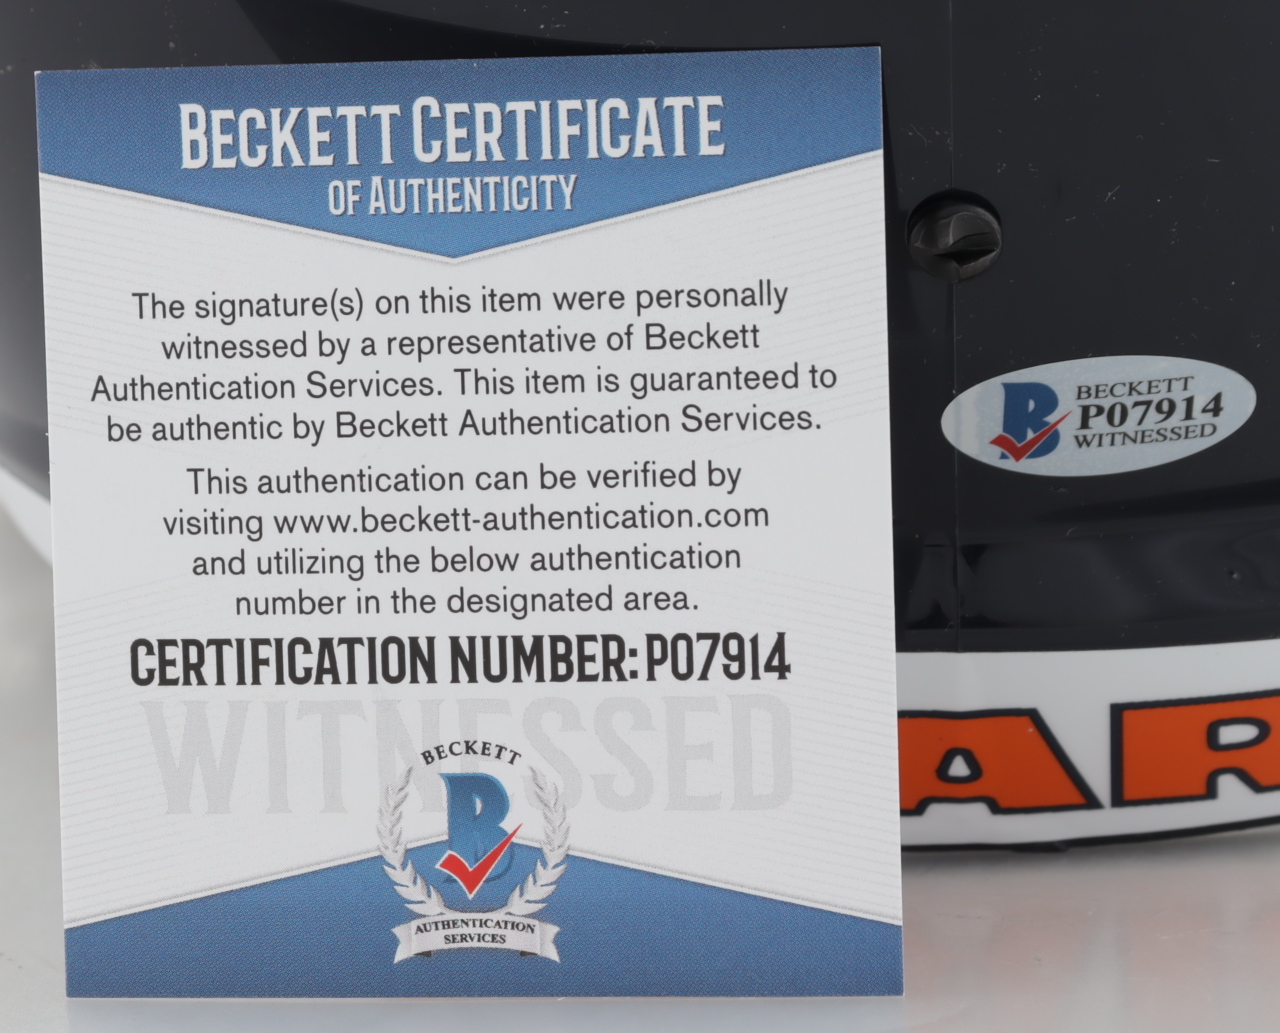 BECKETT CERTIFICATE
OF AUTHENTICITY
The signature(s) on this item were personally
witnessed by a representative of Beckett
Authentication Services. This item is guaranteed to
be authentic by Beckett Authentication Services.
This authentication can be verified by
visiting www.beckett-authentication.com
and utilizing the below authentication
number in the designated area.
CERTIFICATION NUMBER: P07914
WITNESSED
BECKETT
B
AUTHENTICATION
SERVICES
B
BECKETT
P07914
WITNESSED
AR